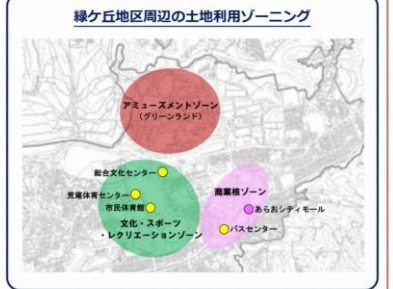 緑ケ丘地区周辺の土地利用ゾーニング
アミューズメントゾーン
(グリーンランド)
総合文化センター
荒尾体育センター
市民体育館
文化・スポーツ
・レクリエーションゾーン
商業核ゾーン
あらおシティモール
バスセンター